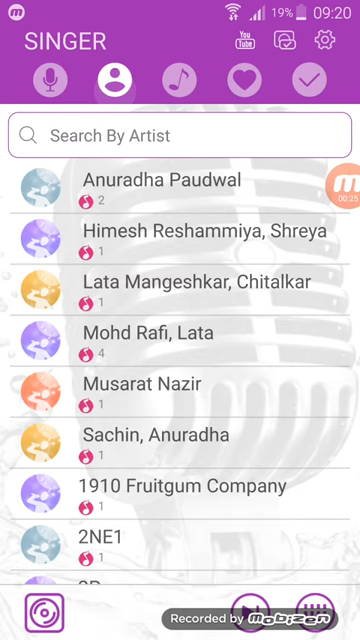 19% 09:20
SINGER
You
Tube
Search By Artist
Anuradha Paudwal
2
00:25
Himesh Reshammiya, Shreya
1
Lata Mangeshkar, Chitalkar
1
Mohd Rafi, Lata
4
Musarat Nazir
1
Sachin, Anuradha
1
1910 Fruitgum Company
1
2NE1
1
Recorded by mobizen